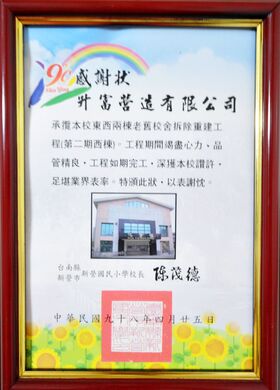 90
感謝狀
升富營造有限公司
承攬本校東西兩棟老舊校舍拆除重建工
程(第二期西棟)。工程期間竭盡心力、品
管精良,工程如期完工,深獲本校讚許,
足堪業界表率。特頒此狀,以表謝忱。
台南縣
新營市 新營國民小學校長 陳茂德
中華民國九十八年四月廿五日